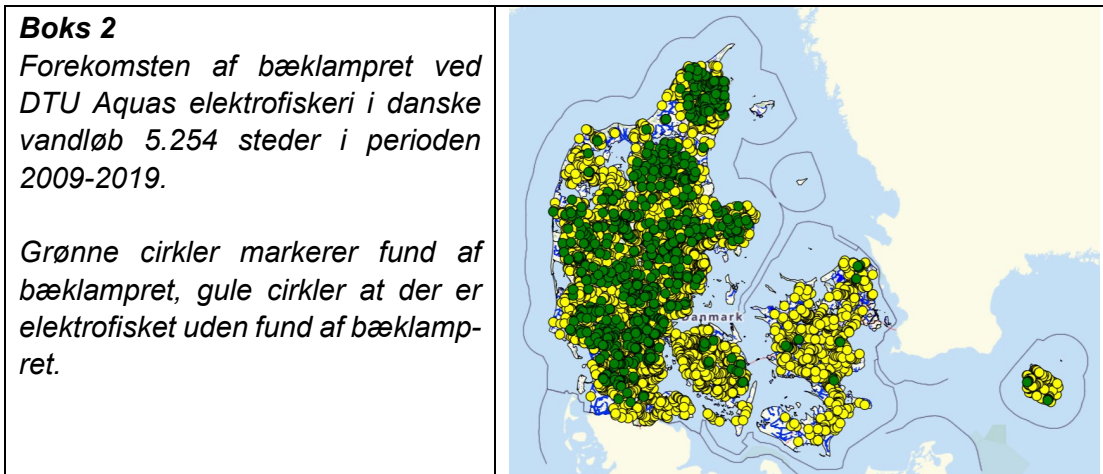 Boks 2
Forekomsten af bæklampret ved
DTU Aquas elektrofiskeri i danske
vandløb 5.254 steder i perioden
2009-2019.
Grønne cirkler markerer fund af
bæklampret, gule cirkler at der er
elektrofisket uden fund af bæklamp-
ret.
Danmark